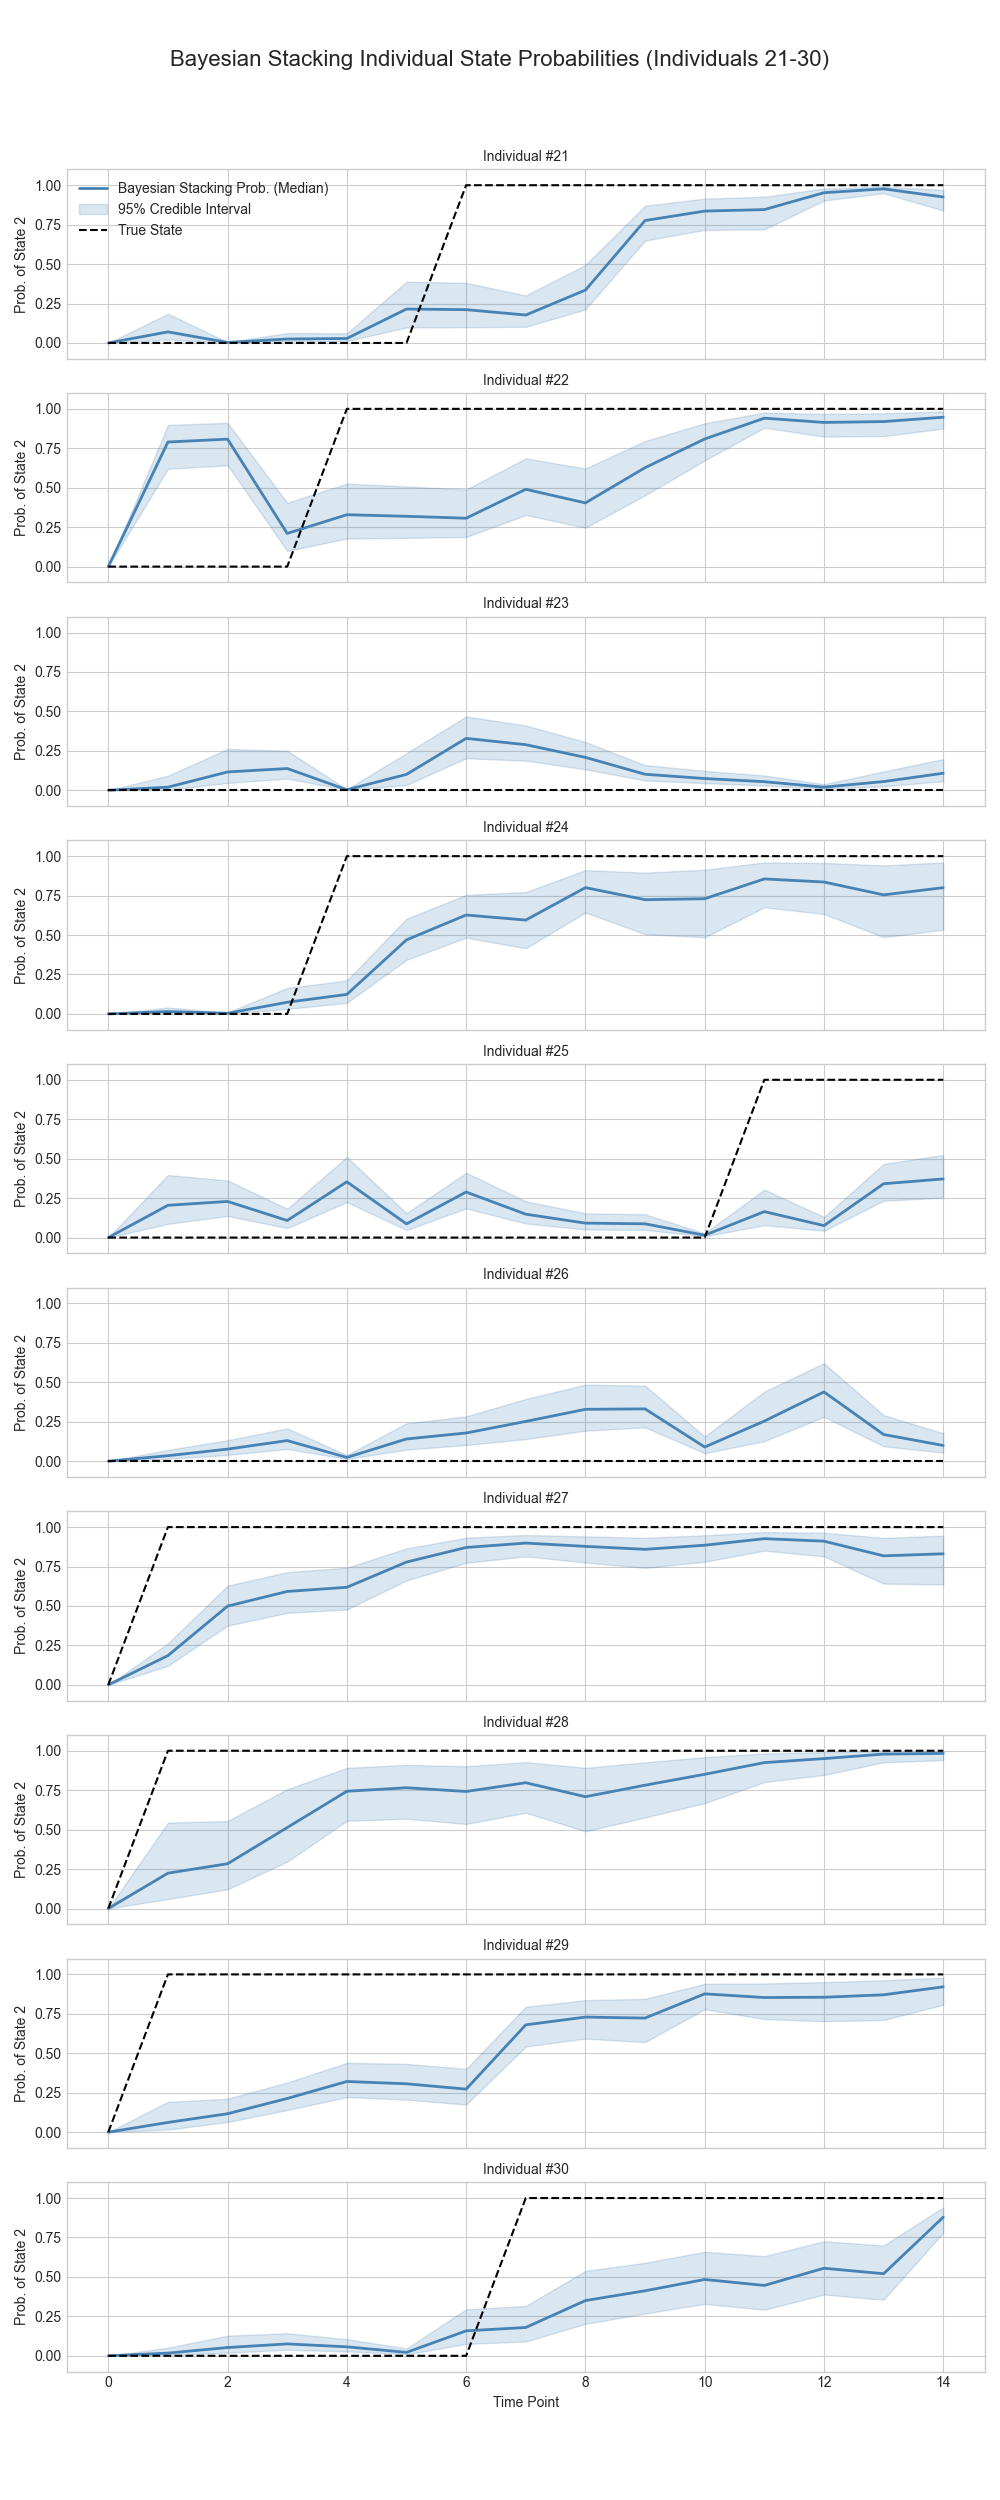 Bayesian Stacking Individual State Probabilities (Individuals 21-30)
Individual #21
Bayesian Stacking Prob. (Median)
95% Credible Interval
True State
Prob. of State 2
1.00
0.75
0.50
0.25
0.00
Individual #22
Prob. of State 2
1.00
0.75
0.50
0.25
0.00
Individual #23
Prob. of State 2
1.00
0.75
0.50
0.25
0.00
Individual #24
Prob. of State 2
1.00
0.75
0.50
0.25
0.00
Individual #25
Prob. of State 2
1.00
0.75
0.50
0.25
0.00
Individual #26
Prob. of State 2
1.00
0.75
0.50
0.25
0.00
Individual #27
Prob. of State 2
1.00
0.75
0.50
0.25
0.00
Individual #28
Prob. of State 2
1.00
0.75
0.50
0.25
0.00
Individual #29
Prob. of State 2
1.00
0.75
0.50
0.25
0.00
Individual #30
Prob. of State 2
1.00
0.75
0.50
0.25
0.00
0 2 4 6 8 10 12 14
Time Point